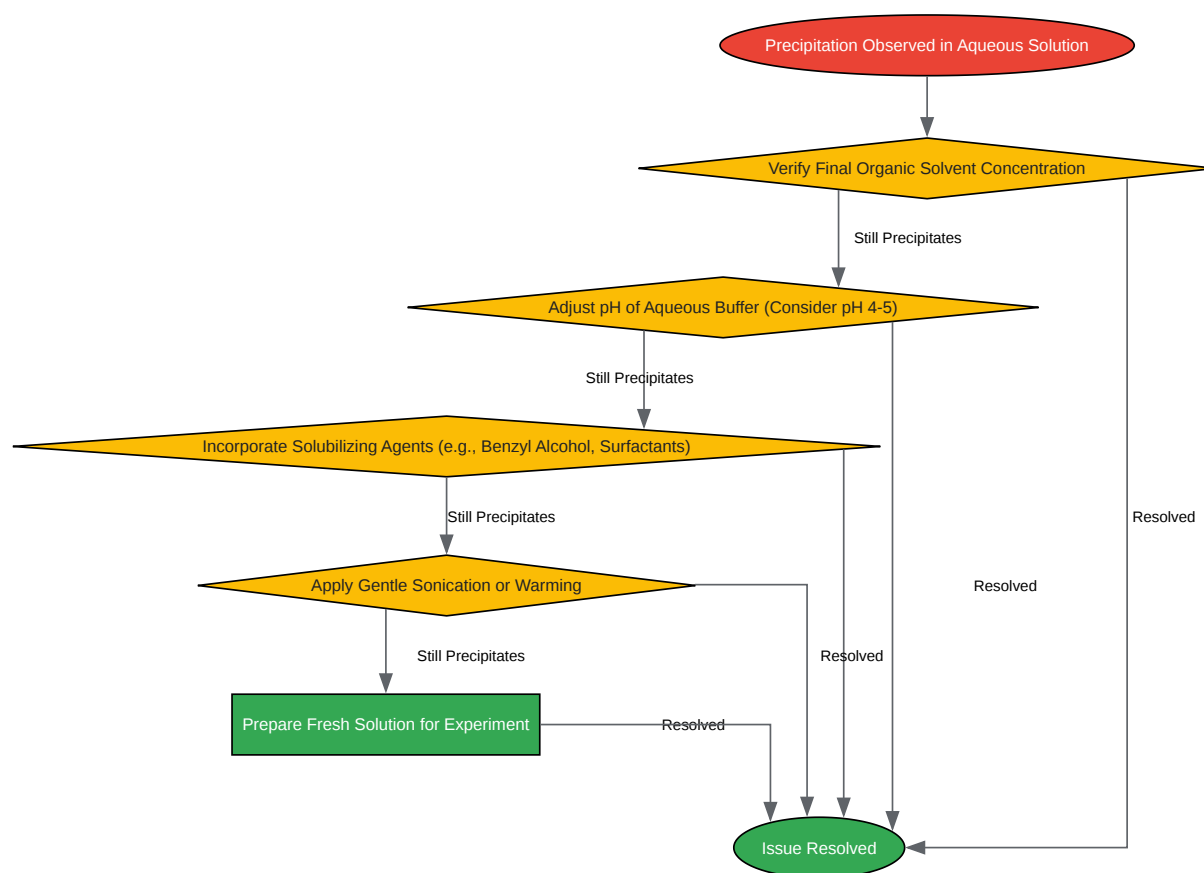 Precipitation Observed in Aqueous Solution
Verify Final Organic Solvent Concentration
Still Precipitates
Adjust pH of Aqueous Buffer (Consider pH 4-5)
Still Precipitates
Incorporate Solubilizing Agents (e.g., Benzyl Alcohol, Surfactants)
Still Precipitates
Resolved
Apply Gentle Sonication or Warming
Resolved
Still Precipitates
Resolved
Prepare Fresh Solution for Experiment
Resolved
Issue Resolved